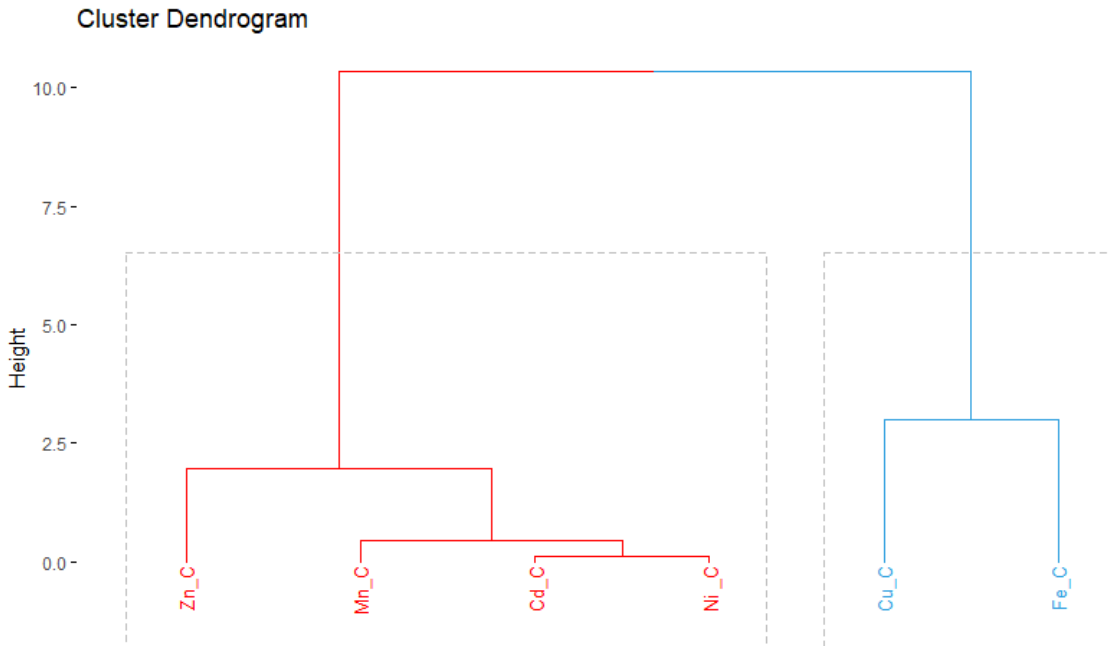 Cluster Dendrogram
Height
10.0
7.5
5.0
2.5
0.0
Zn_C
Mn_C
Cd_C
Ni_C
Cu_C
Fe_C